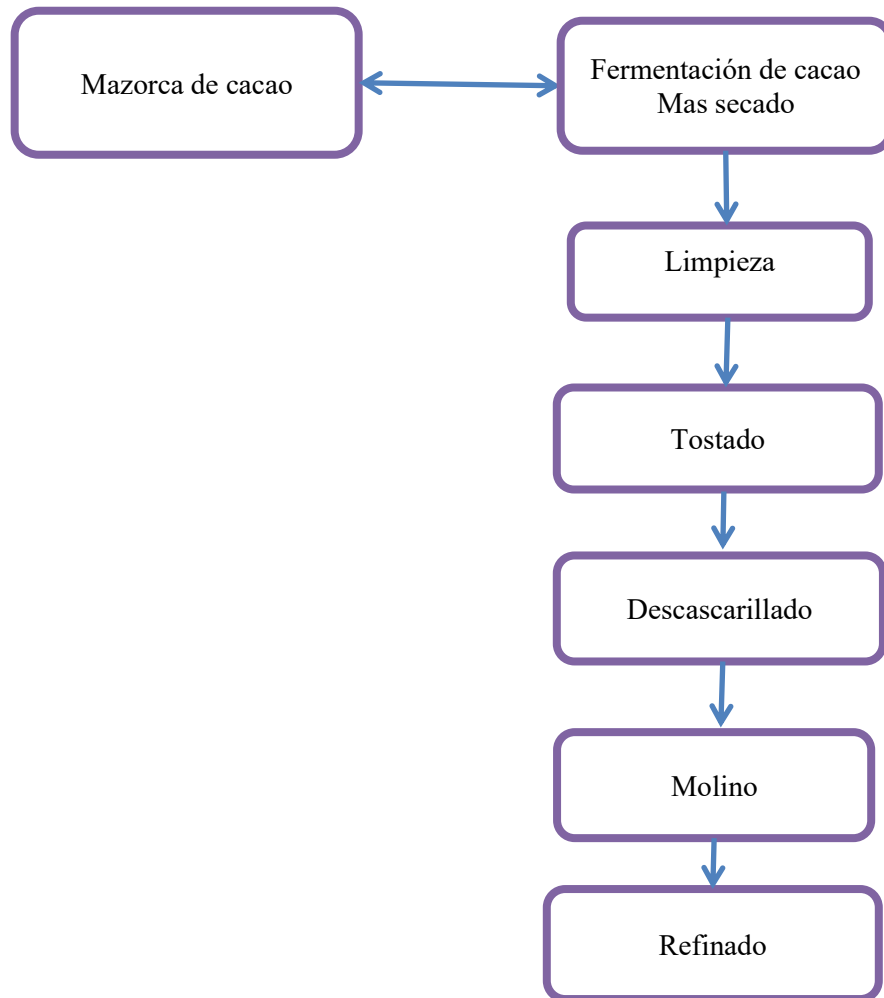 Mazorca de cacao
Fermentación de cacao
Mas secado
Limpieza
Tostado
Descascarillado
Molino
Refinado